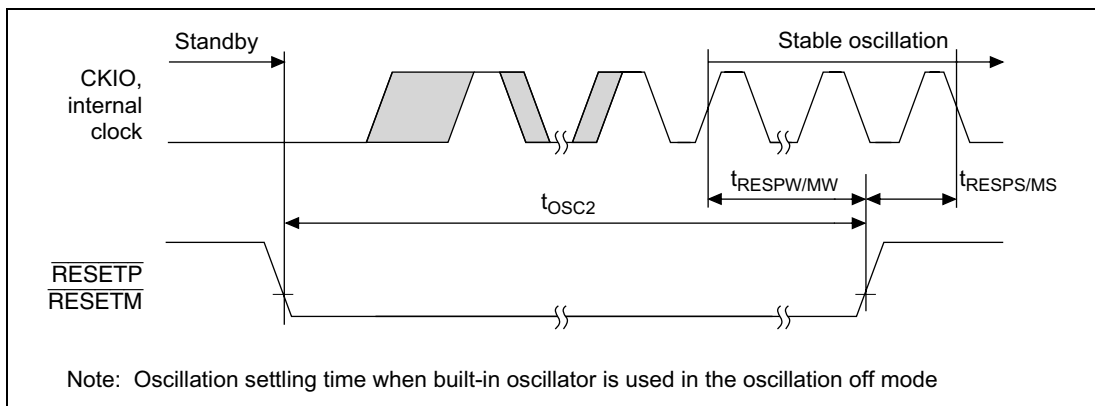 Standby
Stable oscillation
CKIO,
internal
clock
tRESPW/MW
tRESPS/MS
tOSC2
RESETP
RESETM
Note: Oscillation settling time when built-in oscillator is used in the oscillation off mode